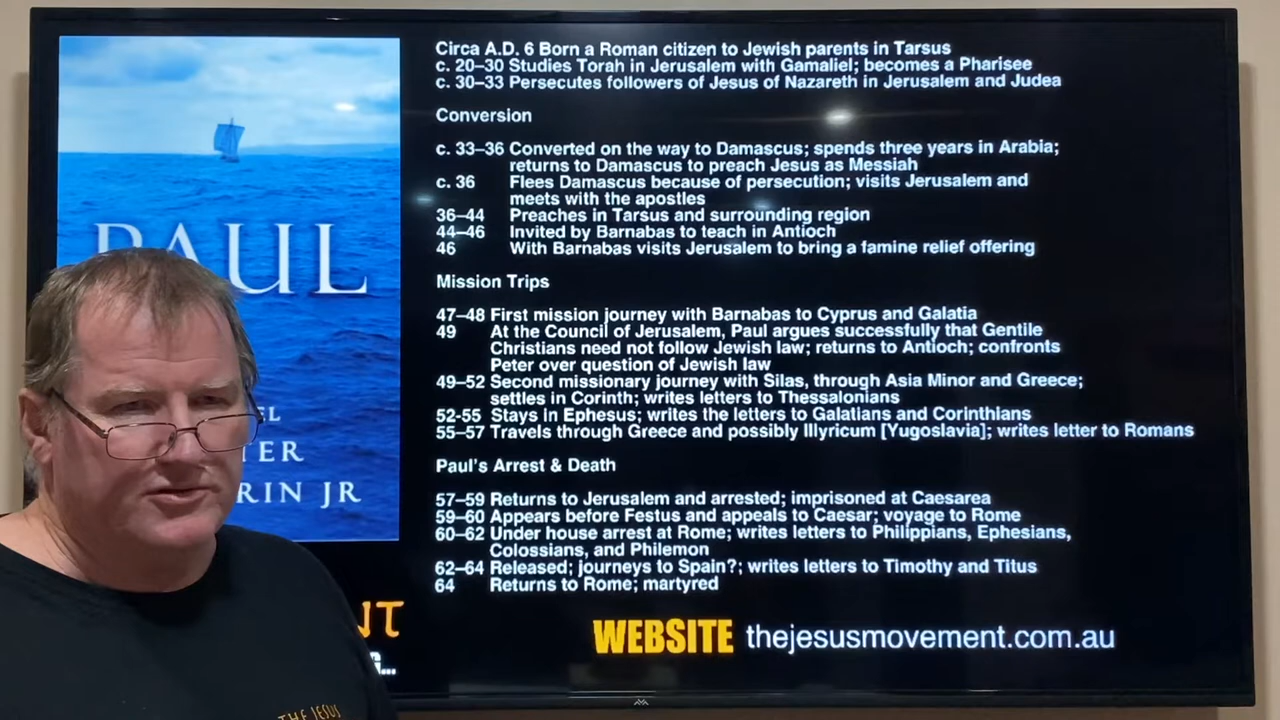 PAUL
EL
TER
RIN JR
Circa A.D. 6 Born a Roman citizen to Jewish parents in Tarsus
c. 20–30 Studies Torah in Jerusalem with Gamaliel; becomes a Pharisee
c. 30–33 Persecutes followers of Jesus of Nazareth in Jerusalem and Judea
Conversion
c. 33–36 Converted on the way to Damascus; spends three years in Arabia;
returns to Damascus to preach Jesus as Messiah
c. 36 Flees Damascus because of persecution; visits Jerusalem and
meets with the apostles
36–44 Preaches in Tarsus and surrounding region
44–46 Invited by Barnabas to teach in Antioch
46 With Barnabas visits Jerusalem to bring a famine relief offering
Mission Trips
47–48 First mission journey with Barnabas to Cyprus and Galatia
49 At the Council of Jerusalem, Paul argues successfully that Gentile
Christians need not follow Jewish law; returns to Antioch; confronts
Peter over question of Jewish law
49–52 Second missionary journey with Silas, through Asia Minor and Greece;
settles in Corinth; writes letters to Thessalonians
52-55 Stays in Ephesus; writes the letters to Galatians and Corinthians
55–57 Travels through Greece and possibly Illyricum [Yugoslavia]; writes letter to Romans
Paul's Arrest & Death
57–59 Returns to Jerusalem and arrested; imprisoned at Caesarea
59–60 Appears before Festus and appeals to Caesar; voyage to Rome
60–62 Under house arrest at Rome; writes letters to Philippians, Ephesians,
Colossians, and Philemon
62–64 Released; journeys to Spain?; writes letters to Timothy and Titus
64 Returns to Rome; martyred
NT
WEBSITE thejesusmovement.com.au
THE JESUS